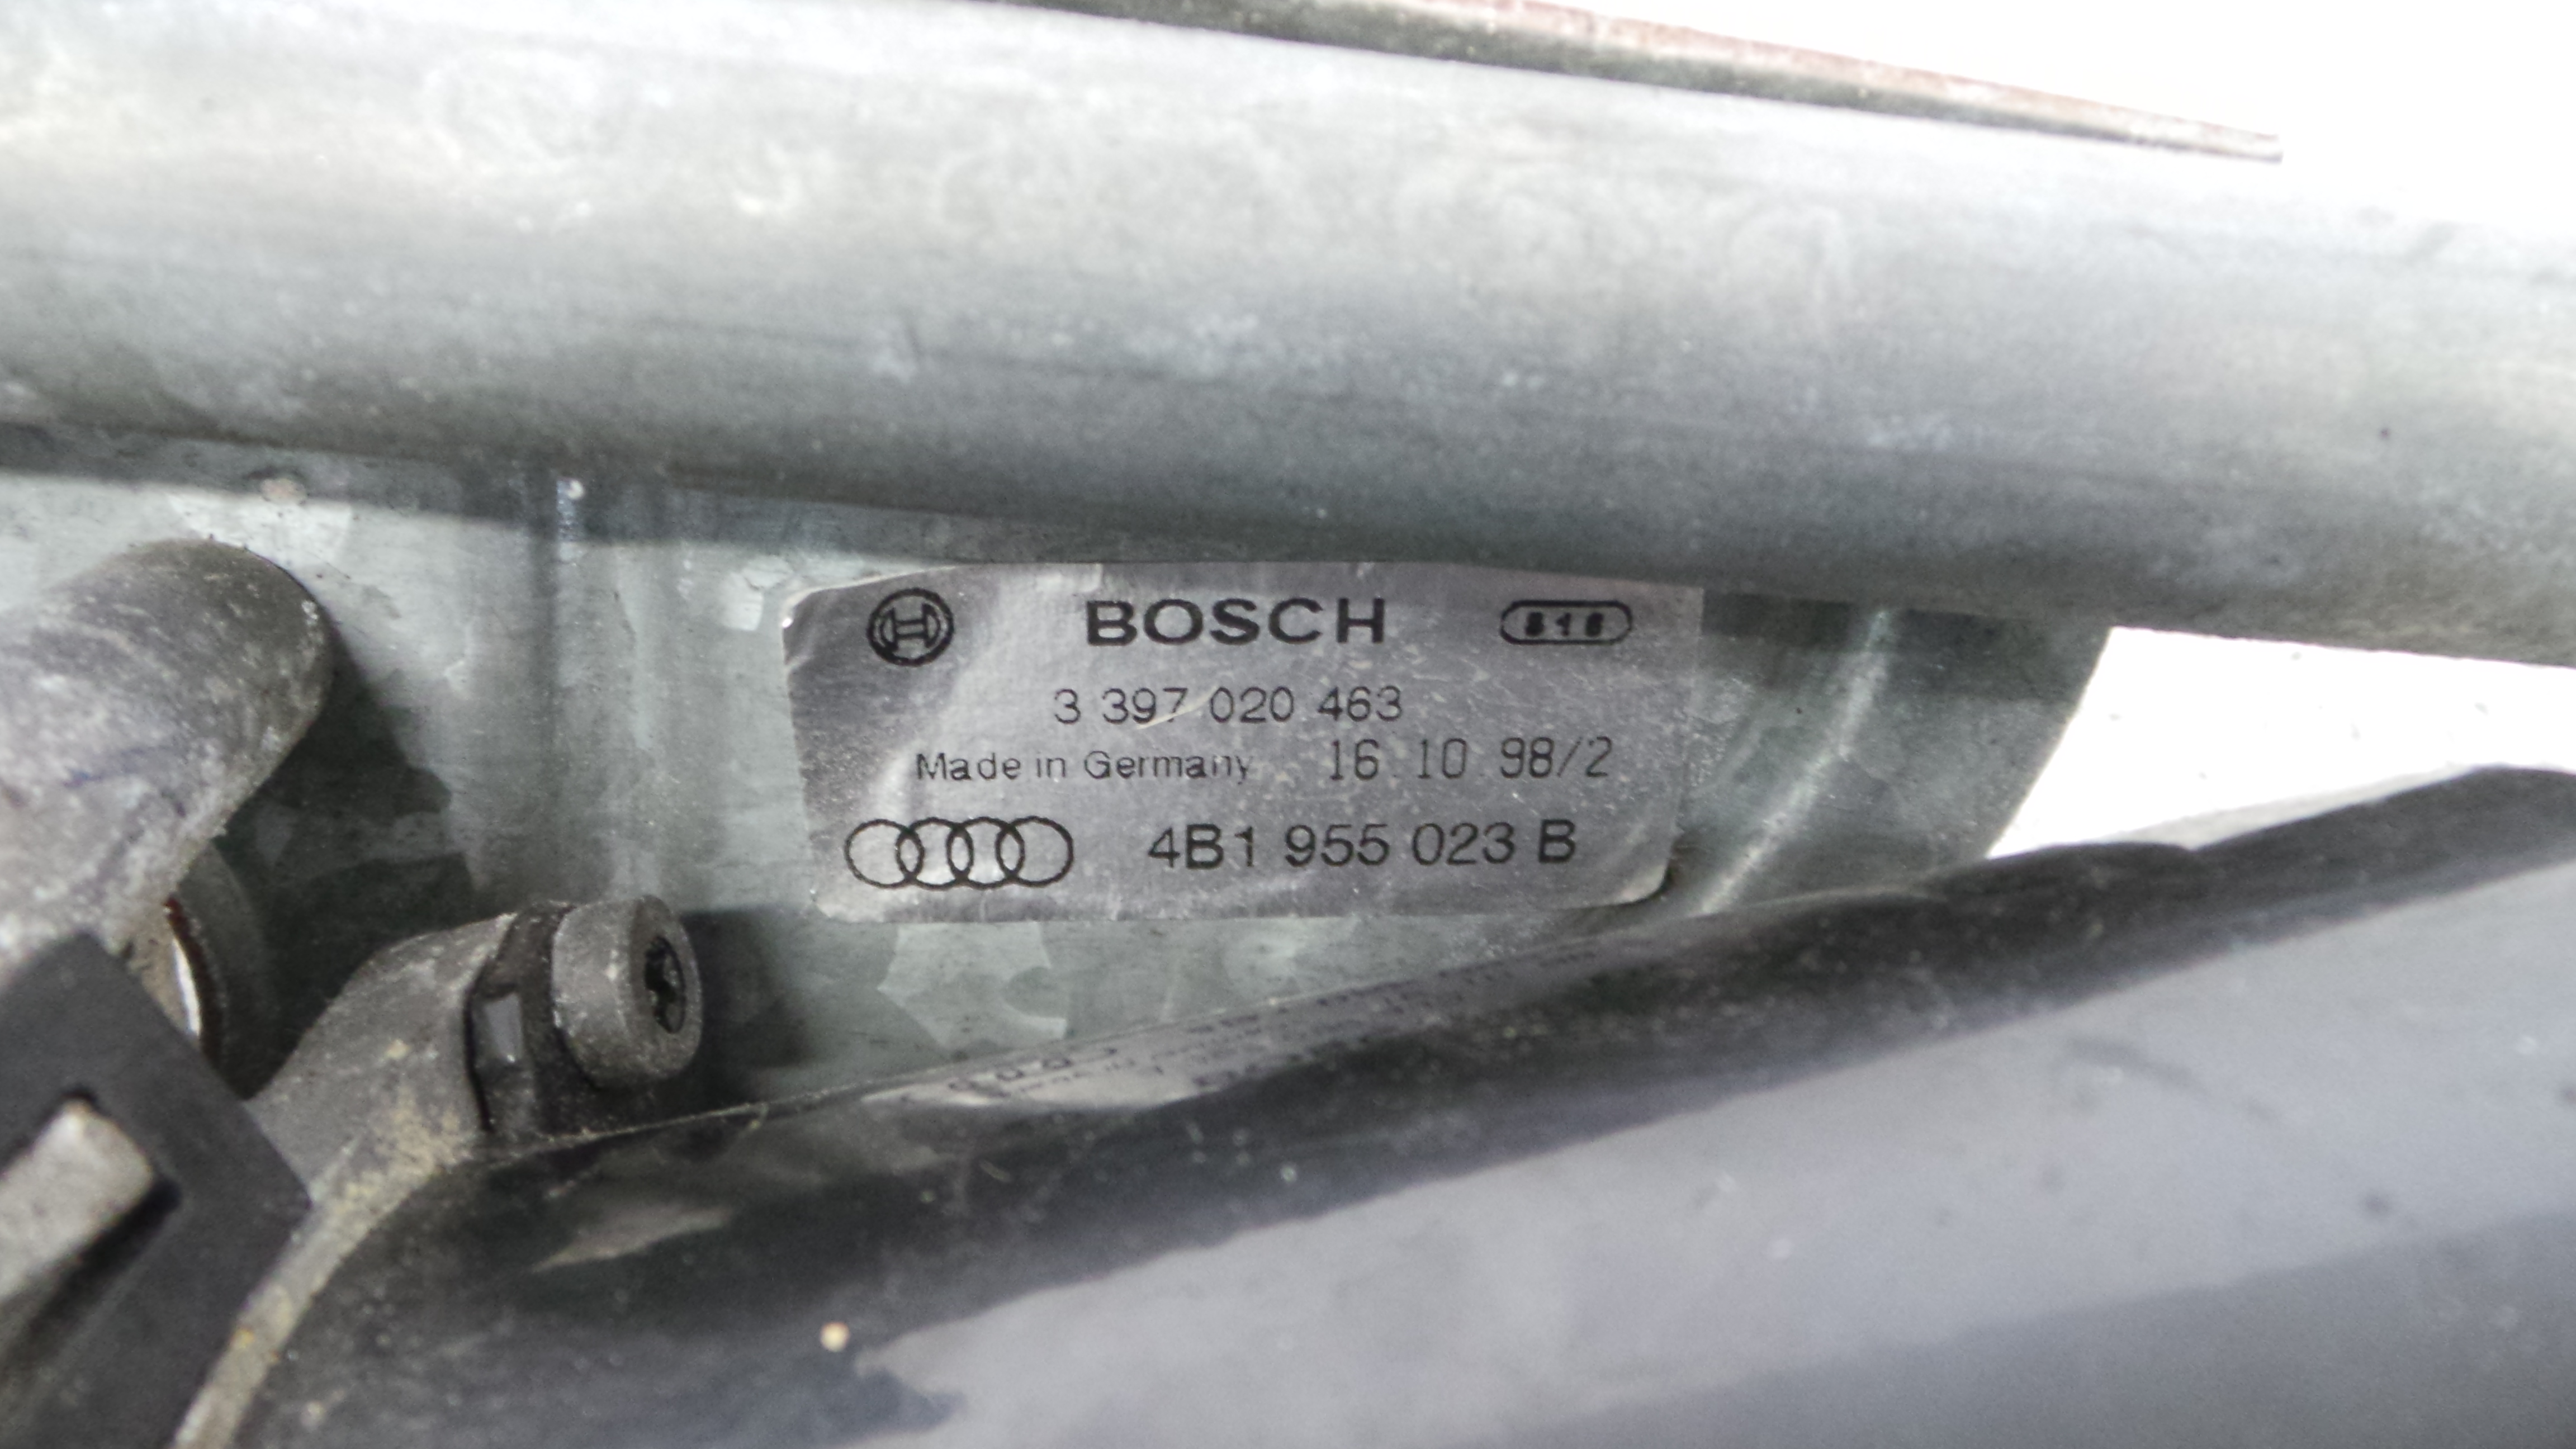 BOSCH
3 397 020 463
Made in Germany 16.10.98/2
4B1 955 023 B